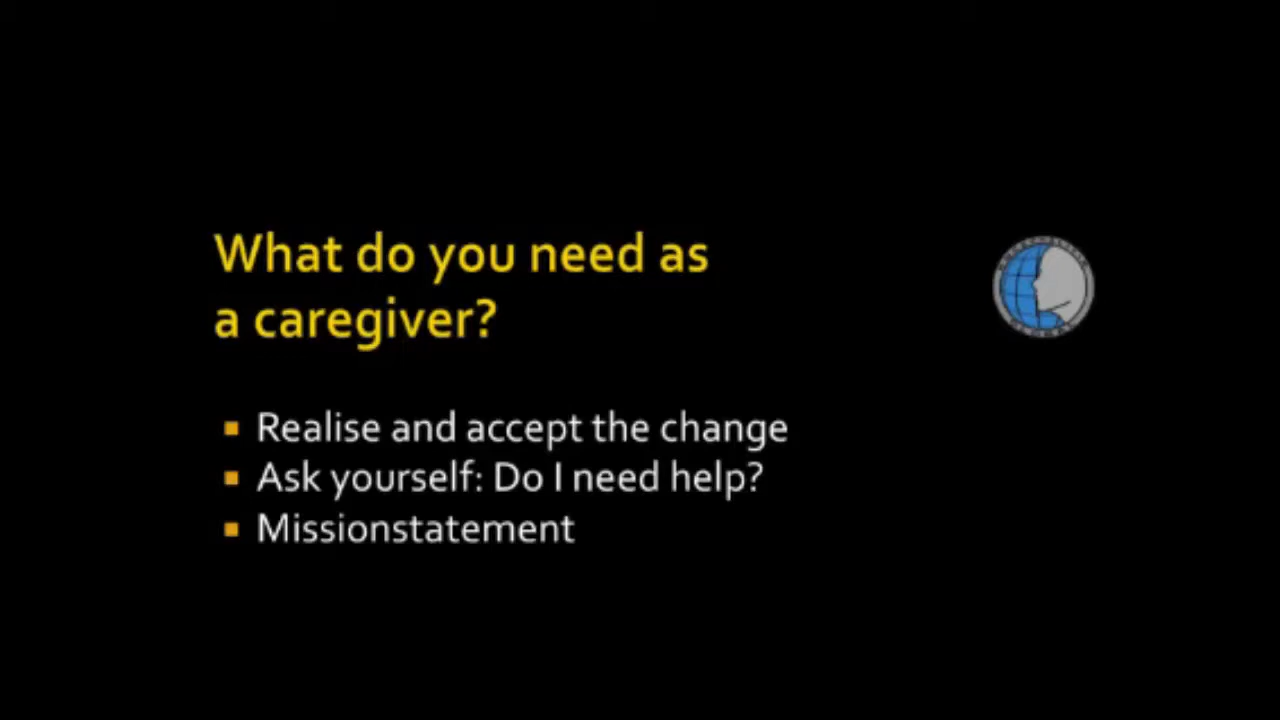 What do you need as
a caregiver?
Realise and accept the change
Ask yourself: Do I need help?
Missionstatement